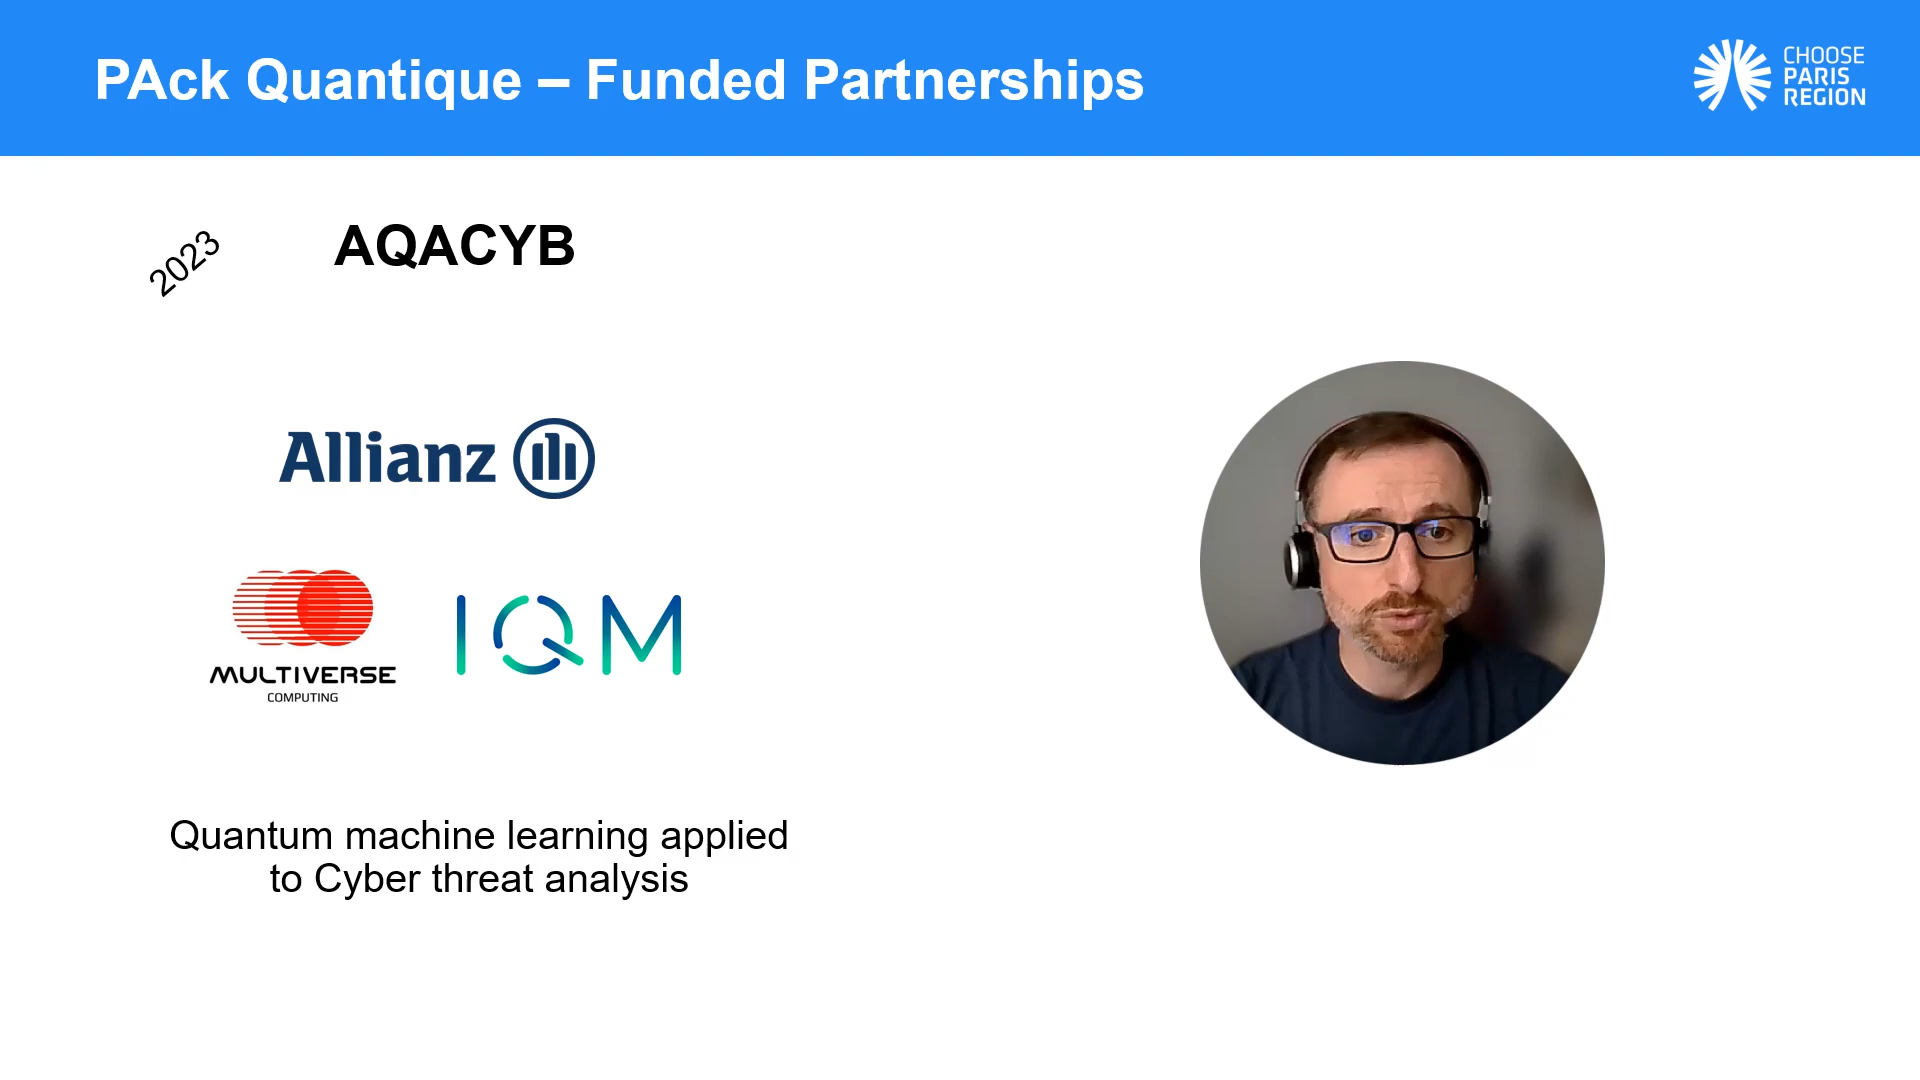 PAck Quantique – Funded Partnerships
CHOOSE
PARIS
REGION
2023
AQACYB
Allianz
MULTIVERSE
COMPUTING
IQM
Quantum machine learning applied
to Cyber threat analysis